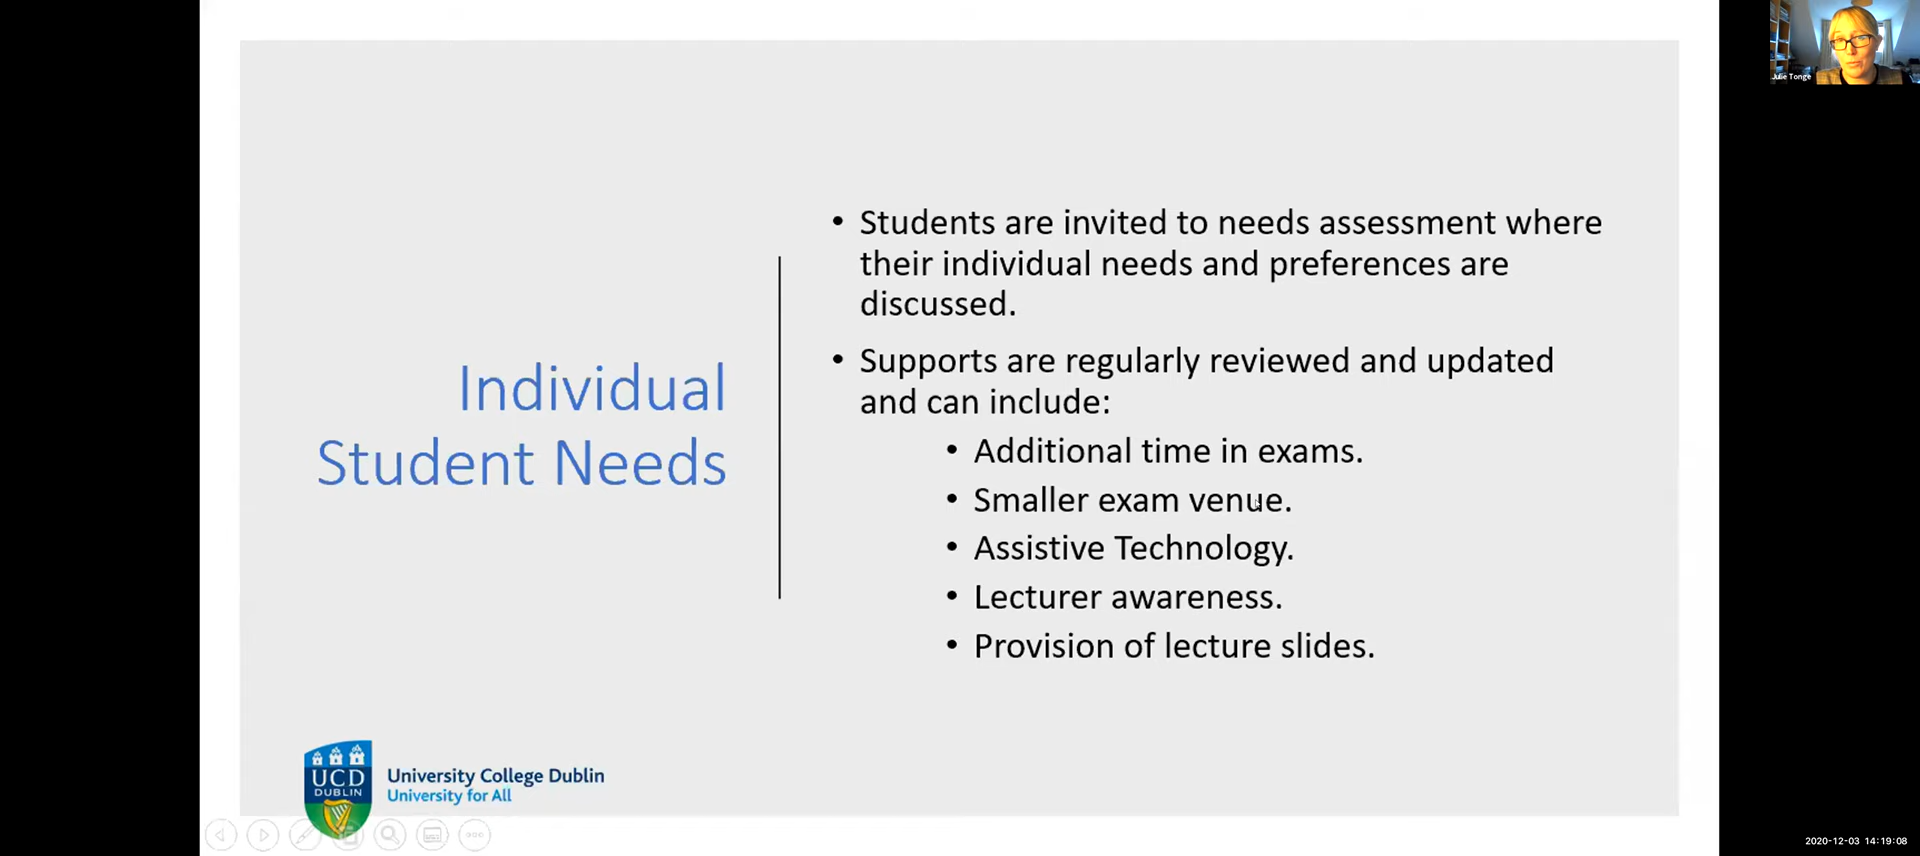 Julie Tonge
Individual
Student Needs
• Students are invited to needs assessment where
their individual needs and preferences are
discussed.
• Supports are regularly reviewed and updated
and can include:
• Additional time in exams.
• Smaller exam venue.
• Assistive Technology.
• Lecturer awareness.
• Provision of lecture slides.
UCD
DUBLIN
University College Dublin
University for All
2020-12-03 14:19:08